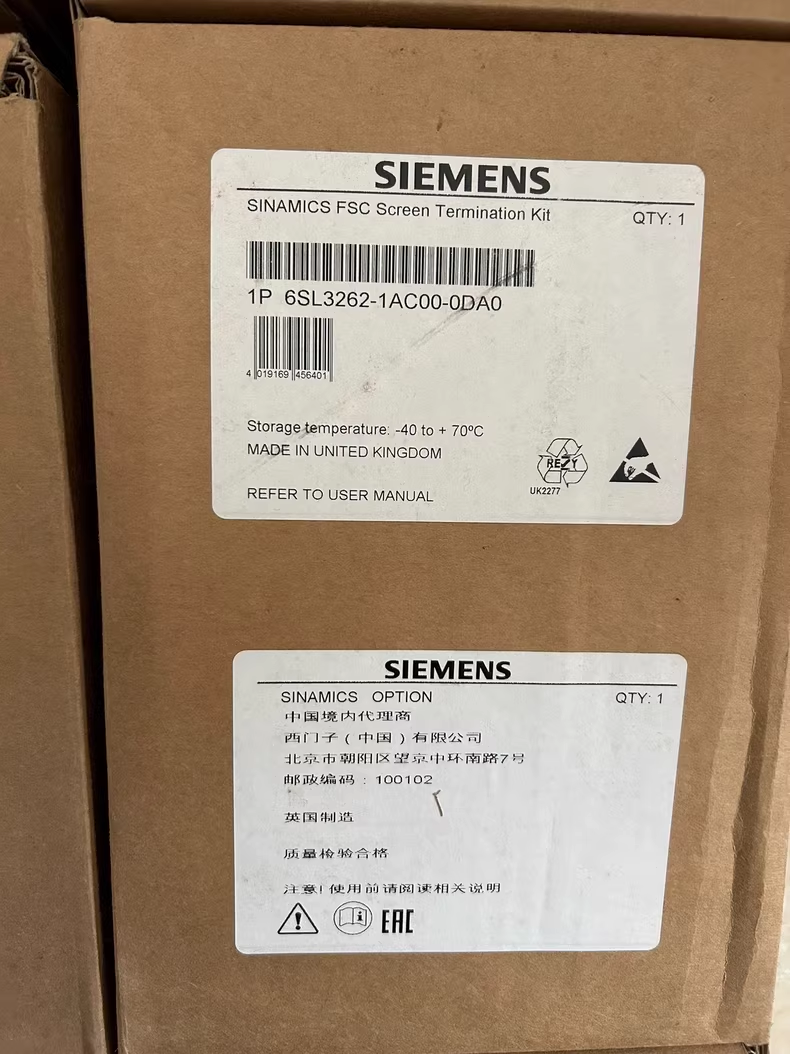 SIEMENS
SINAMICS FSC Screen Termination Kit QTY: 1
1P 6SL3262-1AC00-0DA0
4 019169 456401
Storage temperature: -40 to + 70ºC
MADE IN UNITED KINGDOM
REFER TO USER MANUAL
RESY
UK2277
SIEMENS
SINAMICS OPTION QTY: 1
中国境内代理商
西门子（中国）有限公司
北京市朝阳区望京中环南路7号
邮政编码：100102
英国制造
质量检验合格
注意！使用前请阅读相关说明
EAC